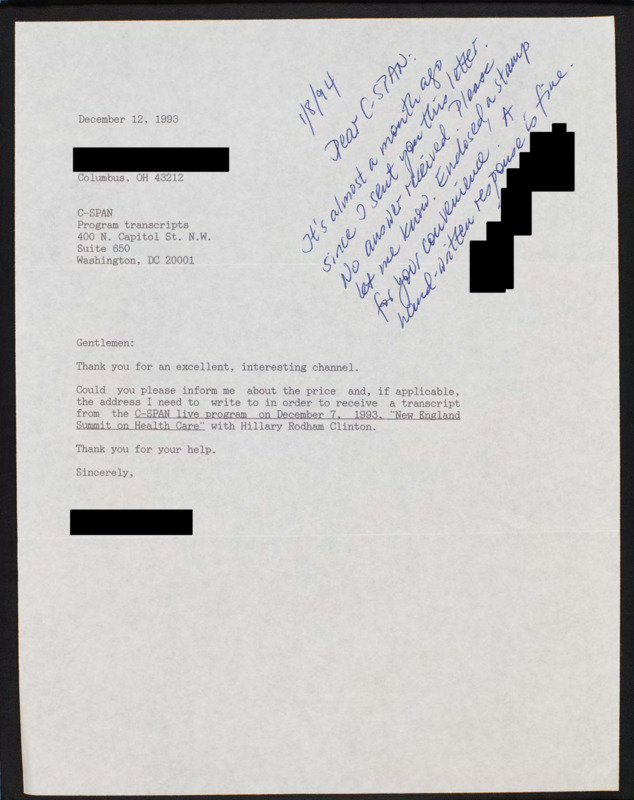 1/8/94
Dear C-SPAN:
It's almost a month ago
since I sent you this letter.
No answer received. Please
let me know. Enclosed a stamp
for your convenience. A
hand-written response is fine.
December 12, 1993
Columbus, OH 43212
C-SPAN
Program transcripts
400 N. Capitol St. N.W.
Suite 650
Washington, DC 20001
Gentlemen:
Thank you for an excellent, interesting channel.
Could you please inform me about the price and, if applicable,
the address I need to write to in order to receive a transcript
from the C-SPAN live program on December 7, 1993, "New England
Summit on Health Care" with Hillary Rodham Clinton.
Thank you for your help.
Sincerely,